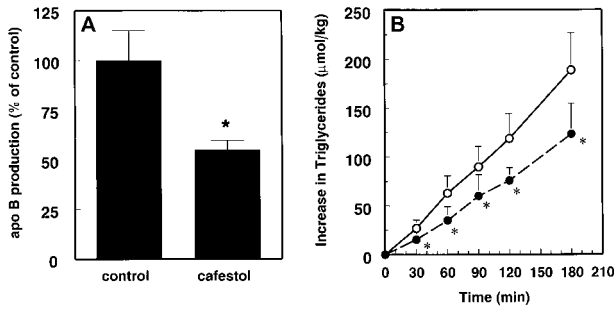 A
apo B production (% of control)
125
100
75
50
25
0
control
cafestol
*
B
Increase in Triglycerides (μmol/kg)
250
200
150
100
50
0
*
*
*
*
*
0 30 60 90 120 150 180 210
Time (min)